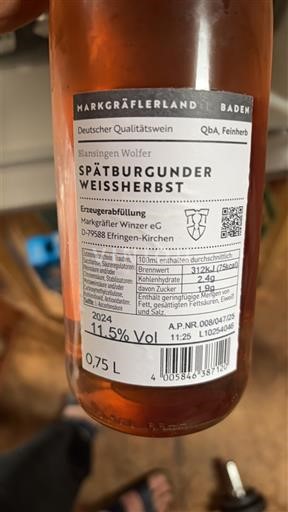 MARKGRÄFLERLAND BADEN
Deutscher Qualitätswein QbA, Feinherb
Blansingen Wolfer
SPÄTBURGUNDER
WEISSHERBST
Erzeugerabfüllung
Markgräfler Winzer eG
D-79588 Efringen-Kirchen
100ml enthalten durchschnittlich:
Brennwert 312kJ (75kcal)
Kohlenhydrate 2,4g
davon Zucker 1,9g
Enthält geringfügige Mengen von
Fett, gesättigten Fettsäuren, Eiweiß
und Salz.
2024
11,5% Vol
0,75 L
A.P.NR. 008/047/25
11:25 L10254046
4 005846 387120